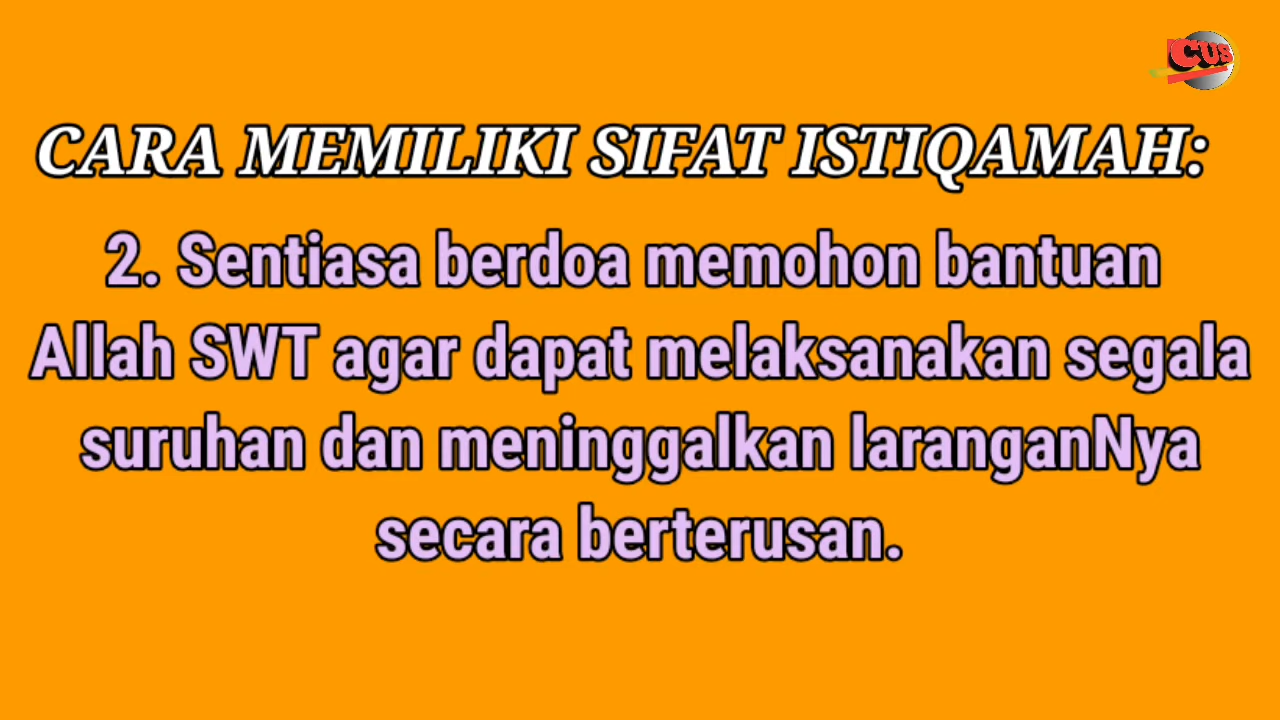 CUS
CARA MEMILIKI SIFAT ISTIQAMAH:
2. Sentiasa berdoa memohon bantuan
Allah SWT agar dapat melaksanakan segala
suruhan dan meninggalkan laranganNya
secara berterusan.